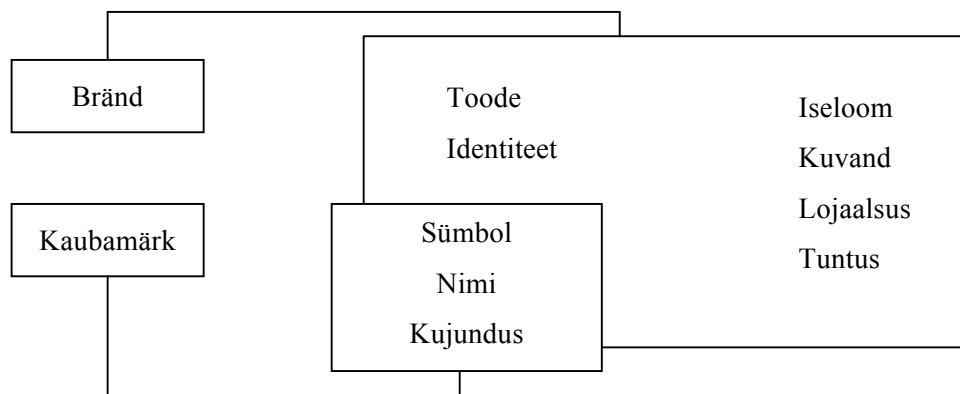 Bränd
Toode
Identiteet
Iseloom
Kuvand
Lojaalsus
Tuntus
Kaubamärk
Sümbol
Nimi
Kujundus